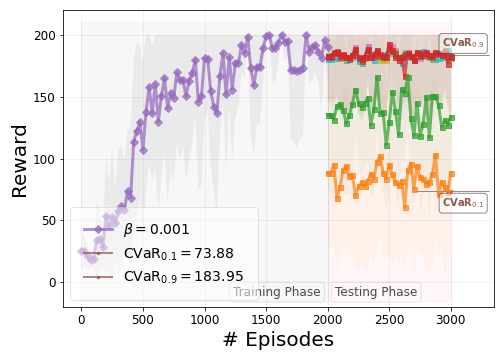 200
150
100
50
0
Reward
CVaR0.9
CVaR0.1
β = 0.001
CVaR0.1 = 73.88
CVaR0.9 = 183.95
Training Phase
Testing Phase
0 500 1000 1500 2000 2500 3000
# Episodes